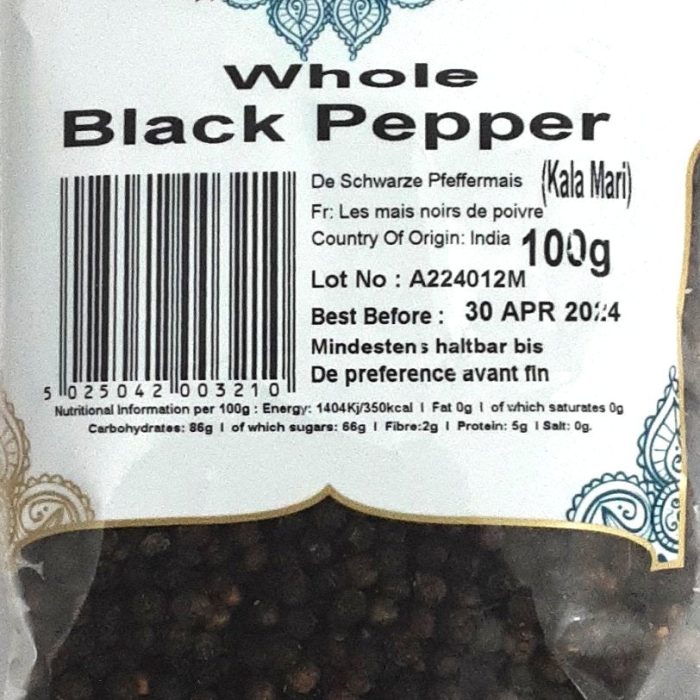 Whole
Black Pepper
De Schwarze Pfeffermais (Kala Mari)
Fr: Les mais noirs de poivre
Country Of Origin: India 100g
Lot No : A224012M
Best Before : 30 APR 2024
Mindestens haltbar bis
De preference avant fin
5 025042 003210
Nutritional Information per 100g : Energy: 1404Kj/350kcal I Fat 0g I of which saturates 0g
Carbohydrates: 86g I of which sugars: 66g I Fibre:2g I Protein: 5g I Salt: 0g.